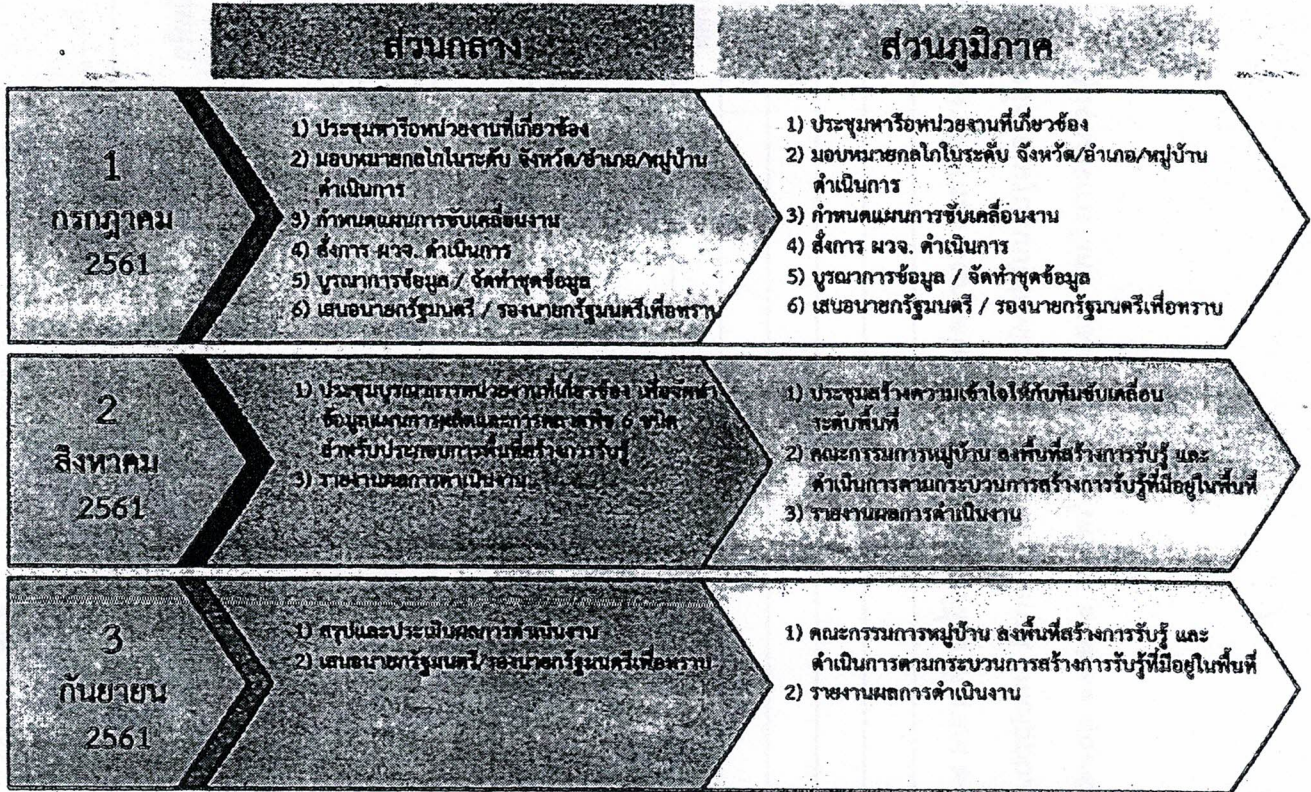 ส่วนกลาง
ส่วนภูมิภาค
1
กรกฎาคม
2561
1) ประชุมหารือหน่วยงานที่เกี่ยวข้อง
2) มอบหมายกลไกในระดับ จังหวัด/อำเภอ/หมู่บ้าน
ดำเนินการ
3) กำหนดแผนการขับเคลื่อนงาน
4) สั่งการ ผวจ. ดำเนินการ
5) บูรณาการข้อมูล / จัดทำชุดข้อมูล
6) เสนอนายกรัฐมนตรี / รองนายกรัฐมนตรีเพื่อทราบ
1) ประชุมหารือหน่วยงานที่เกี่ยวข้อง
2) มอบหมายกลไกในระดับ จังหวัด/อำเภอ/หมู่บ้าน
ดำเนินการ
3) กำหนดแผนการขับเคลื่อนงาน
4) สั่งการ ผวจ. ดำเนินการ
5) บูรณาการข้อมูล / จัดทำชุดข้อมูล
6) เสนอนายกรัฐมนตรี / รองนายกรัฐมนตรีเพื่อทราบ
2
สิงหาคม
2561
1) ประชุมบูรณาการหน่วยงานที่เกี่ยวข้อง เพื่อจัดทำ
ข้อมูลแผนการผลิตและการตลาดพืช 6 ชนิด
สำหรับประกอบการพื้นที่สร้างการรับรู้
3) รายงานผลการดำเนินงาน
1) ประชุมสร้างความเข้าใจให้กับทีมขับเคลื่อน
ระดับพื้นที่
2) คณะกรรมการหมู่บ้าน ลงพื้นที่สร้างการรับรู้ และ
ดำเนินการตามกระบวนการสร้างการรับรู้ที่มีอยู่ในพื้นที่
3) รายงานผลการดำเนินงาน
3
กันยายน
2561
1) สรุปและประเมินผลการดำเนินงาน
2) เสนอนายกรัฐมนตรี/รองนายกรัฐมนตรีเพื่อทราบ
1) คณะกรรมการหมู่บ้าน ลงพื้นที่สร้างการรับรู้ และ
ดำเนินการตามกระบวนการสร้างการรับรู้ที่มีอยู่ในพื้นที่
2) รายงานผลการดำเนินงาน